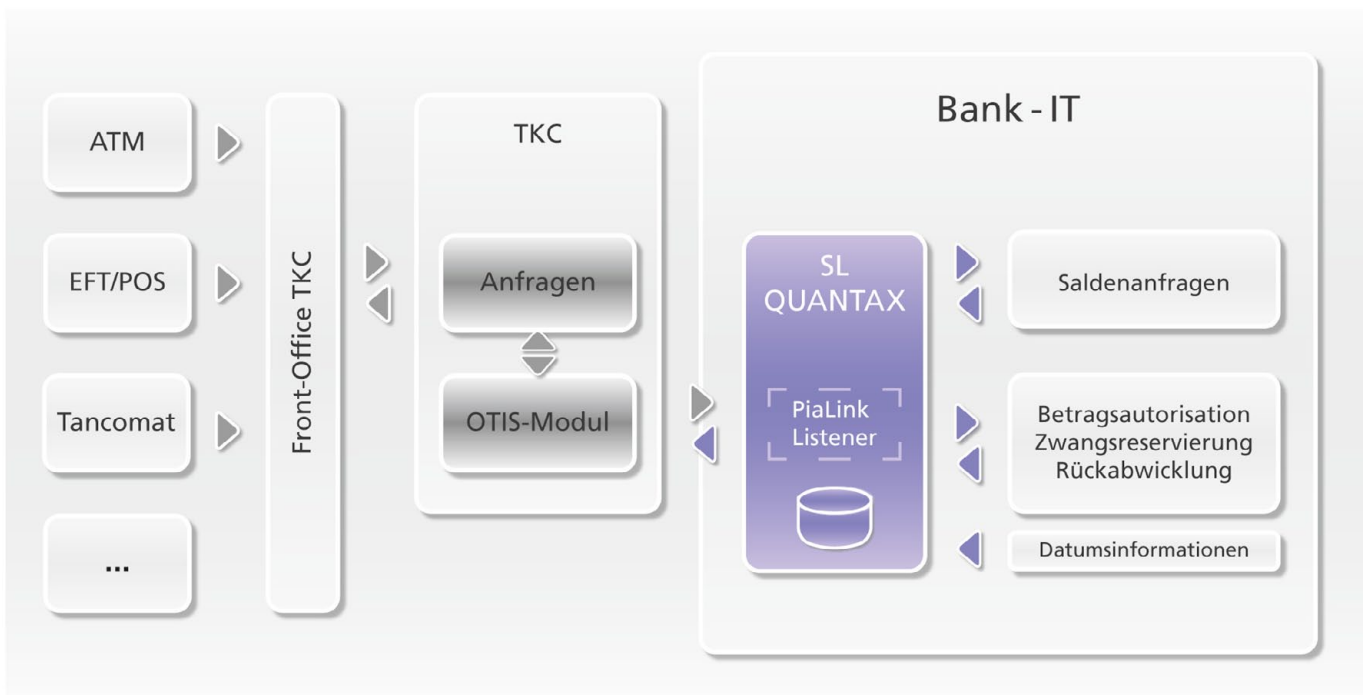 ATM
EFT/POS
Tancomat
...
Front-Office TKC
TKC
Anfragen
OTIS-Modul
Bank - IT
SL
QUANTAX
PiaLink
Listener
Saldenanfragen
Betragsautorisation
Zwangsreservierung
Rückabwicklung
Datumsinformationen